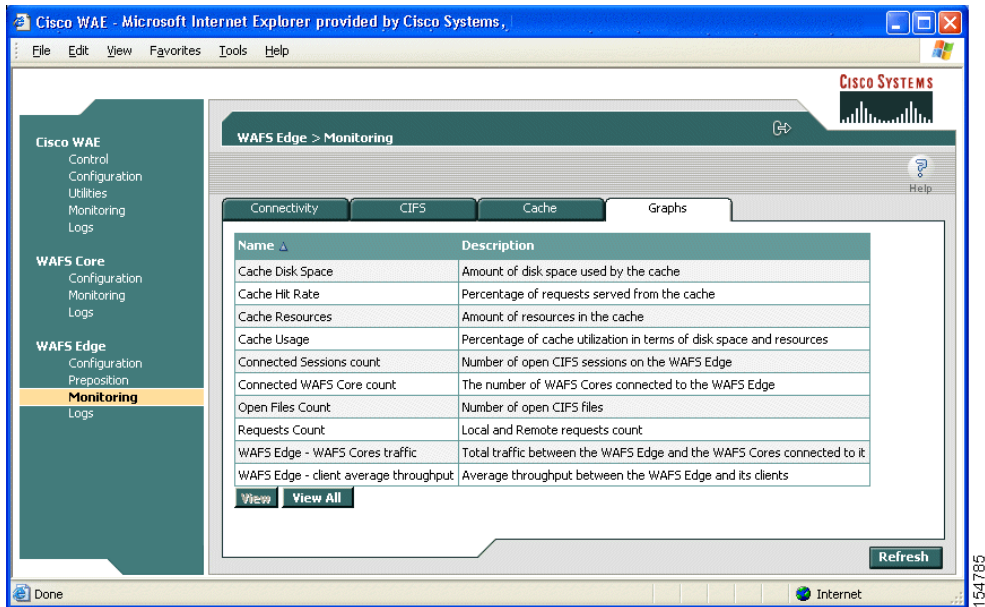 Cisco WAE - Microsoft Internet Explorer provided by Cisco Systems,
File Edit View Favorites Tools Help
CISCO SYSTEMS
Cisco WAE
Control
Configuration
Utilities
Monitoring
Logs
WAFS Core
Configuration
Monitoring
Logs
WAFS Edge
Configuration
Preposition
Monitoring
Logs
WAFS Edge > Monitoring
Help
Connectivity CIFS Cache Graphs
Name Description
Cache Disk Space Amount of disk space used by the cache
Cache Hit Rate Percentage of requests served from the cache
Cache Resources Amount of resources in the cache
Cache Usage Percentage of cache utilization in terms of disk space and resources
Connected Sessions count Number of open CIFS sessions on the WAFS Edge
Connected WAFS Core count The number of WAFS Cores connected to the WAFS Edge
Open Files Count Number of open CIFS files
Requests Count Local and Remote requests count
WAFS Edge - WAFS Cores traffic Total traffic between the WAFS Edge and the WAFS Cores connected to it
WAFS Edge - client average throughput Average throughput between the WAFS Edge and its clients
View View All
Refresh
Done Internet
154785